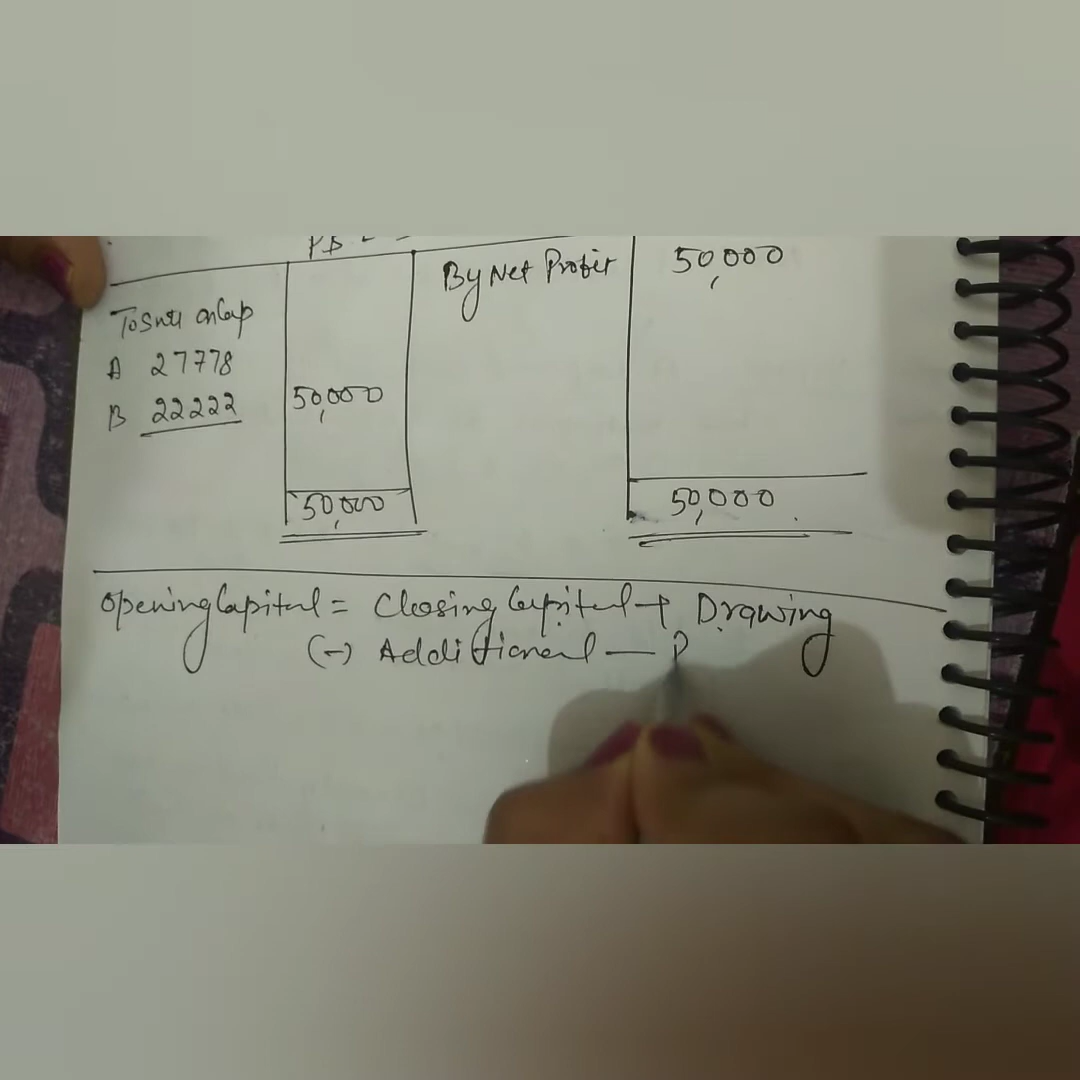 By Net Profit 50,000
To Intt on Cap
A 27778
B 22222 50,000
50,000 50,000
Opening Capital = Closing Capital + Drawing
(-) Additional — P